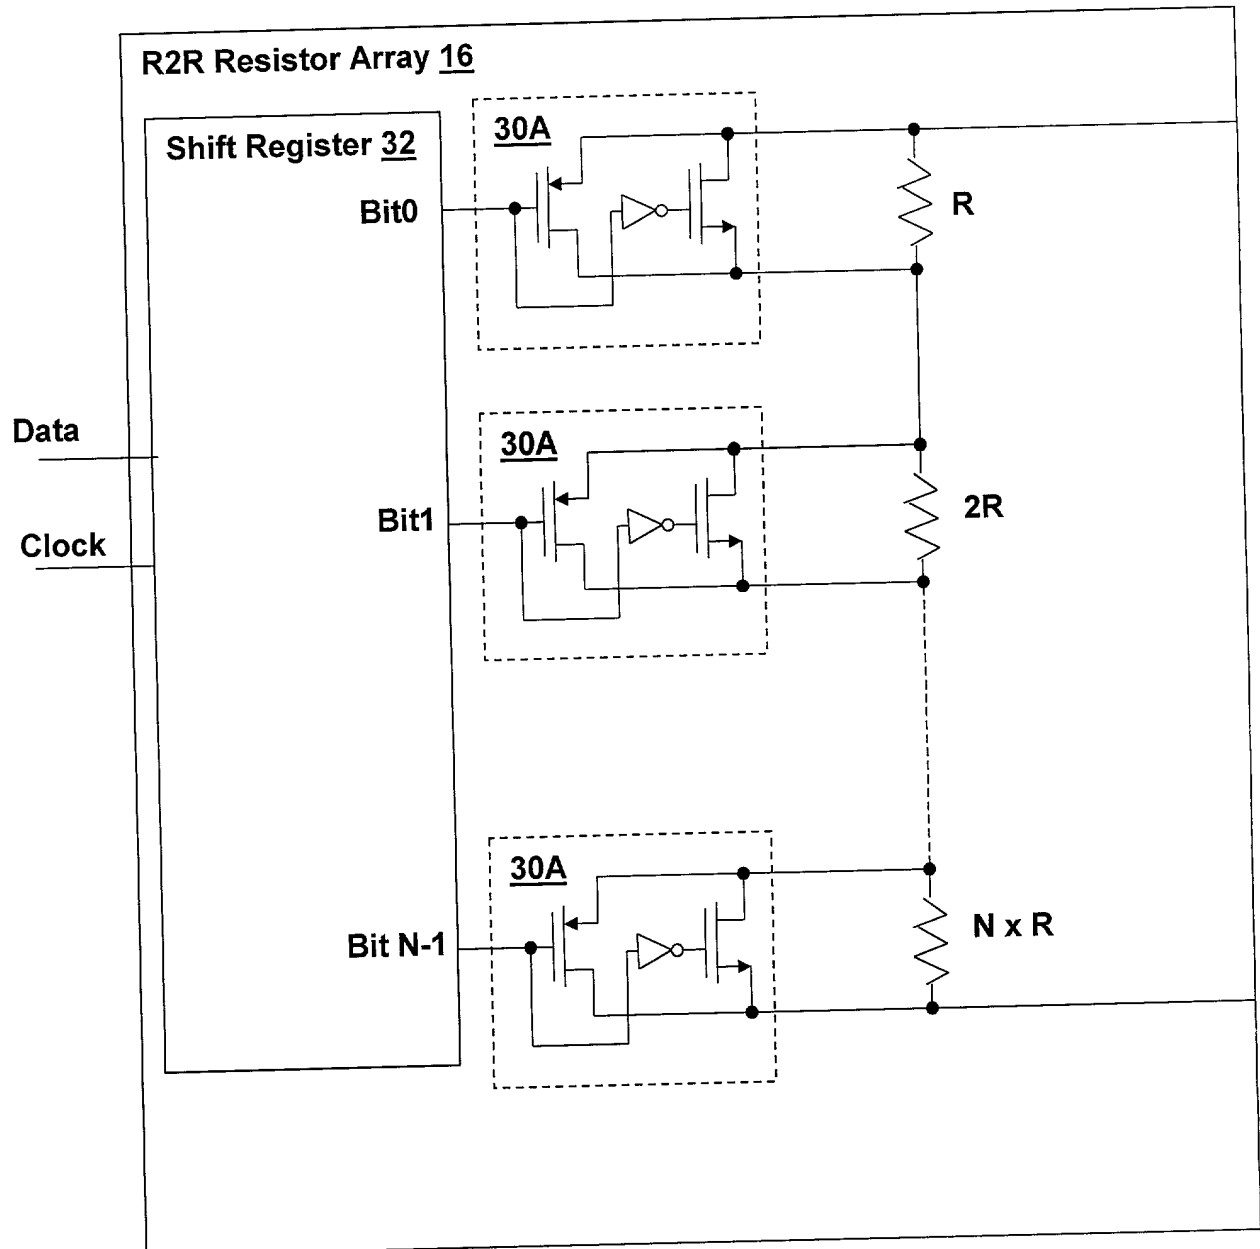 R2R Resistor Array 16
Shift Register 32
30A
Bit0
R
Data
30A
Bit1
2R
Clock
30A
Bit N-1
N x R